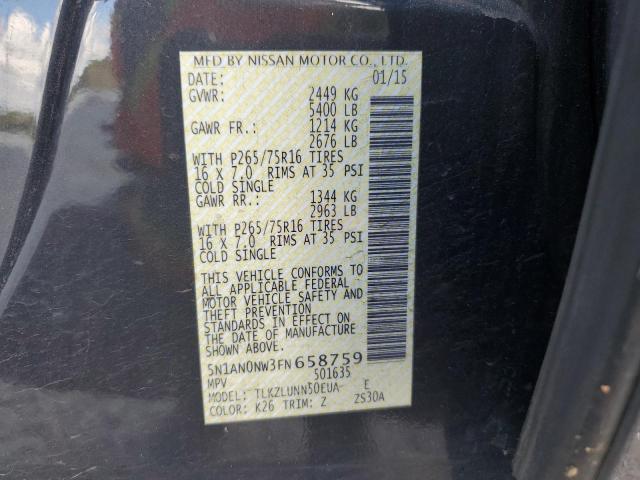 MFD BY NISSAN MOTOR CO., LTD.
DATE: 01/15
GVWR: 2449 KG
5400 LB
GAWR FR.: 1214 KG
2676 LB
WITH P265/75R16 TIRES
16 X 7.0 RIMS AT 35 PSI
COLD SINGLE
GAWR RR.: 1344 KG
2963 LB
WITH P265/75R16 TIRES
16 X 7.0 RIMS AT 35 PSI
COLD SINGLE
THIS VEHICLE CONFORMS TO
ALL APPLICABLE FEDERAL
MOTOR VEHICLE SAFETY AND
THEFT PREVENTION
STANDARDS IN EFFECT ON
THE DATE OF MANUFACTURE
SHOWN ABOVE.
5N1AN0NW3FN658759
MPV 501635
MODEL: TLKZLUNN50EUA- E
COLOR: K26 TRIM: Z ZS30A